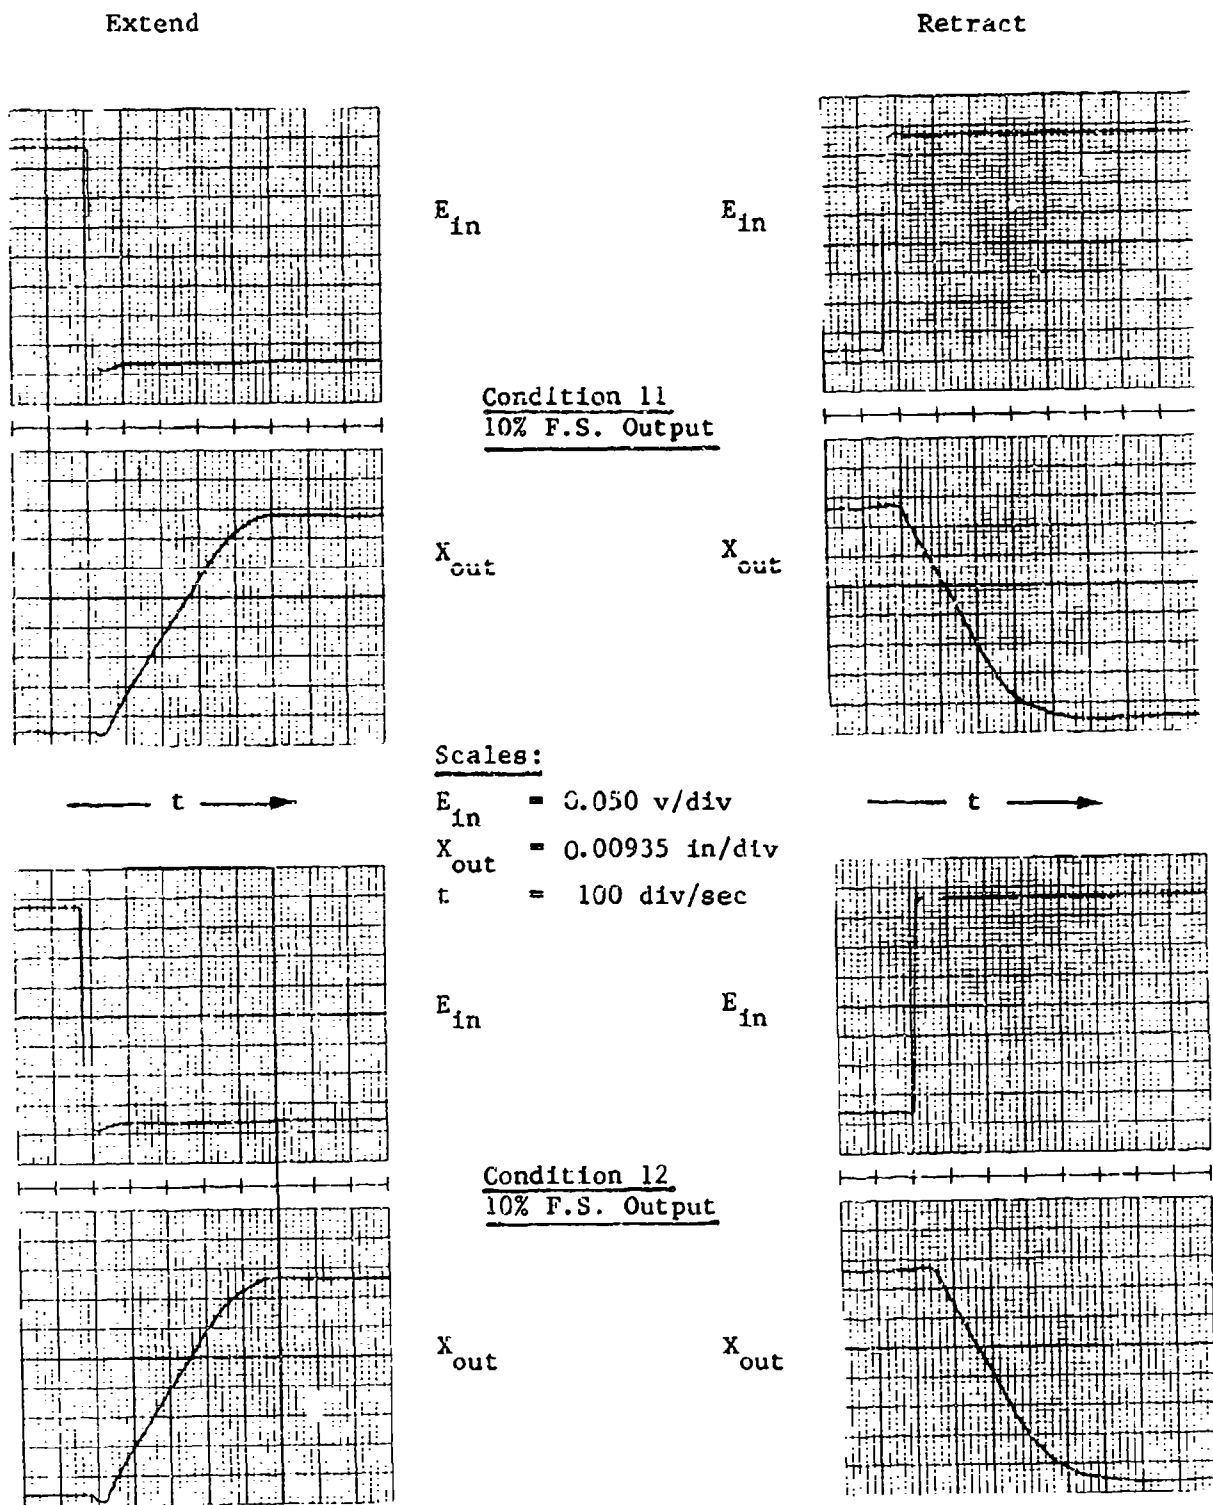 Extend
Retract
E in
E in
Condition 11
10% F.S. Output
X out
X out
Scales:
E in = 0.050 v/div
X out = 0.00935 in/div
t = 100 div/sec
t
t
E in
E in
Condition 12
10% F.S. Output
X out
X out